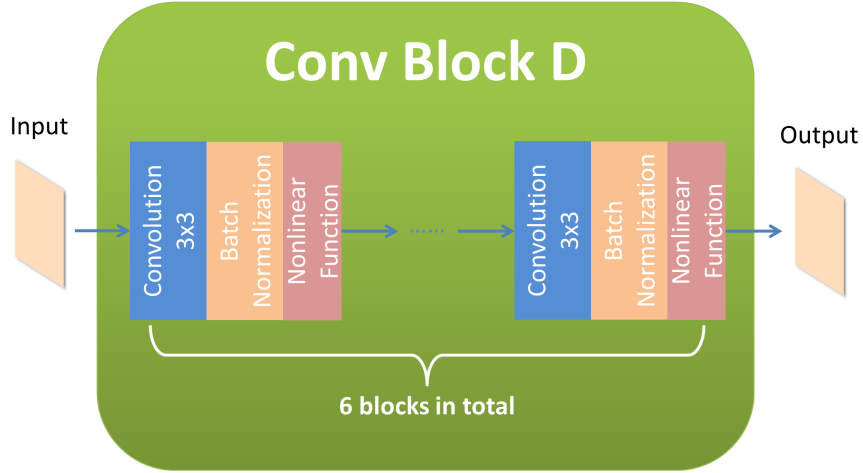 Conv Block D
Input
Output
Convolution
3x3
Batch
Normalization
Nonlinear
Function
......
Convolution
3x3
Batch
Normalization
Nonlinear
Function
6 blocks in total